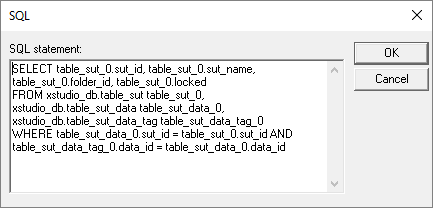 SQL
SQL statement:
OK
Cancel
SELECT table_sut_0.sut_id, table_sut_0.sut_name,
table_sut_0.folder_id, table_sut_0.locked
FROM xstudio_db.table_sut table_sut_0,
xstudio_db.table_sut_data table_sut_data_0,
xstudio_db.table_sut_data_tag table_sut_data_tag_0
WHERE table_sut_data_0.sut_id = table_sut_0.sut_id AND
table_sut_data_tag_0.data_id = table_sut_data_0.data_id